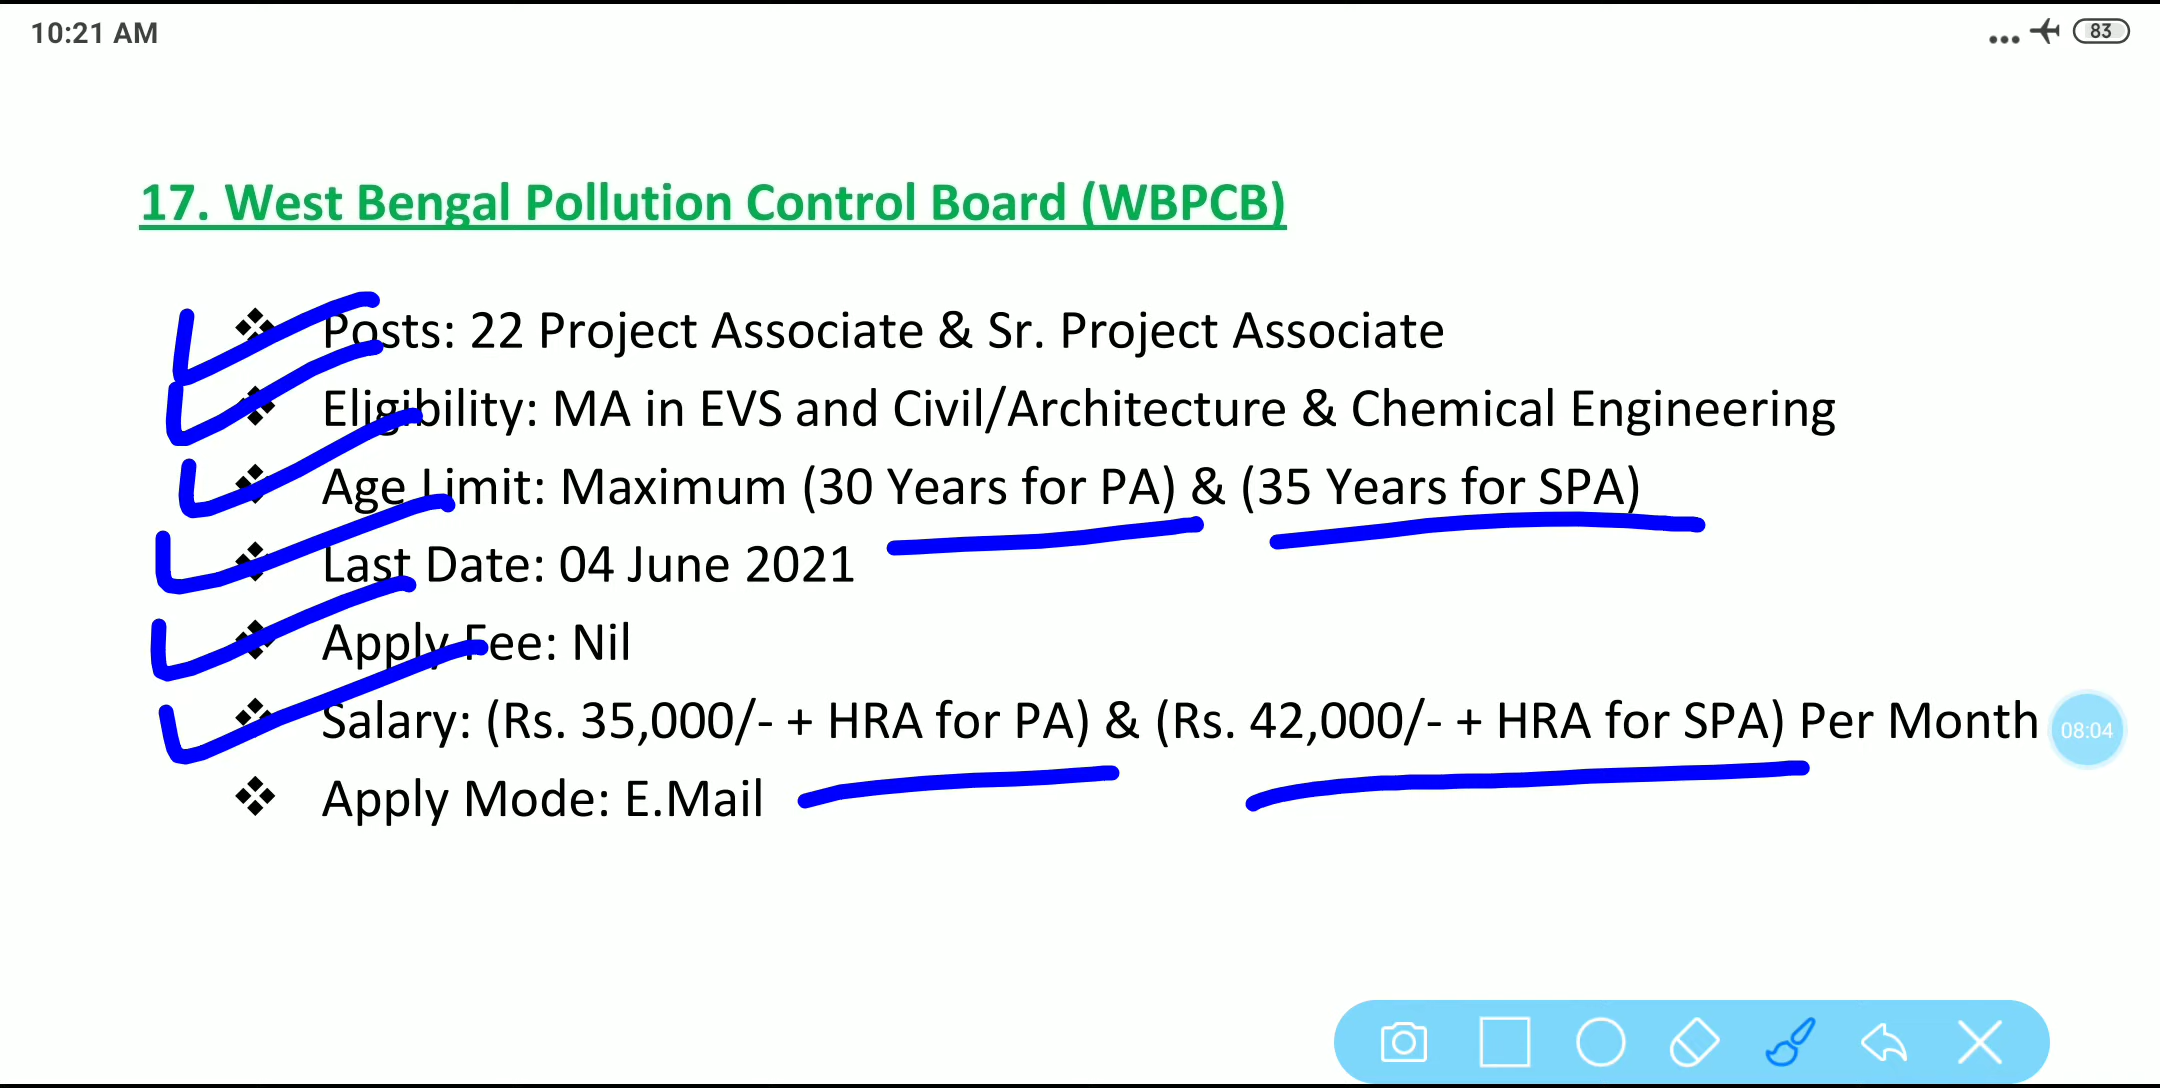 10:21 AM
83
17. West Bengal Pollution Control Board (WBPCB)
❖ Posts: 22 Project Associate & Sr. Project Associate
❖ Eligibility: MA in EVS and Civil/Architecture & Chemical Engineering
❖ Age Limit: Maximum (30 Years for PA) & (35 Years for SPA)
❖ Last Date: 04 June 2021
❖ Apply Fee: Nil
❖ Salary: (Rs. 35,000/- + HRA for PA) & (Rs. 42,000/- + HRA for SPA) Per Month
08:04
❖ Apply Mode: E.Mail